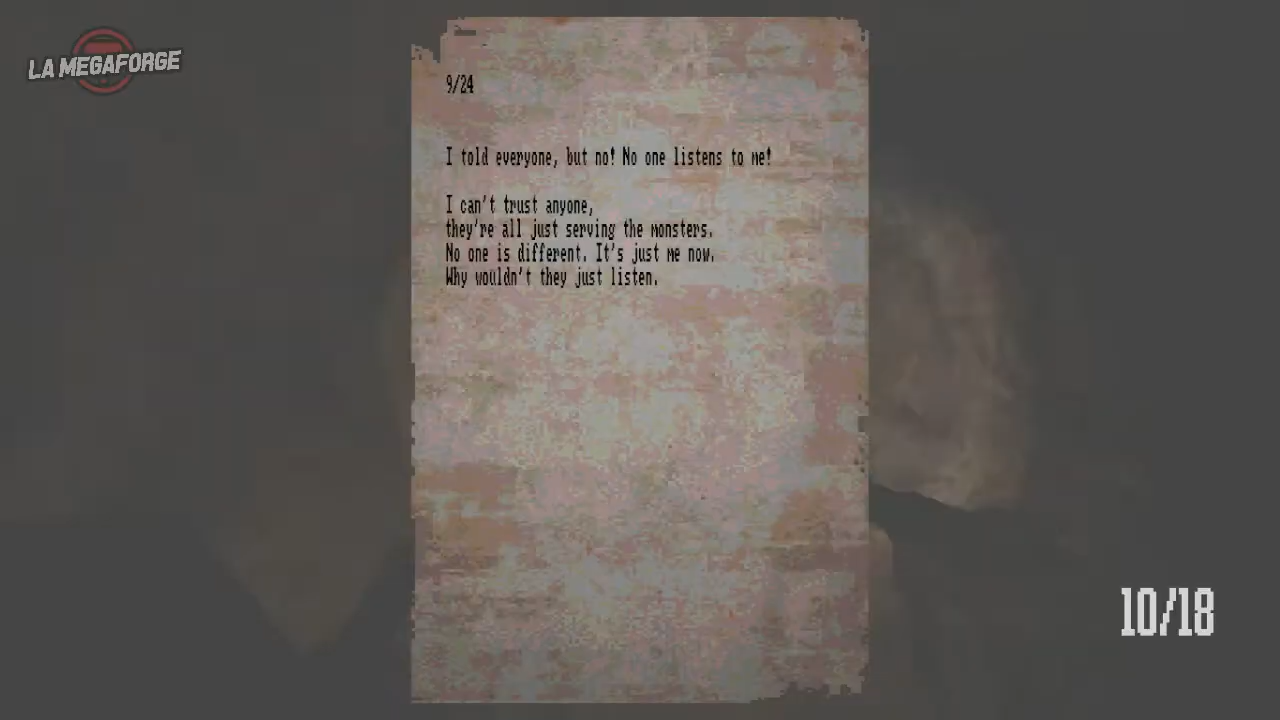 LA MEGAFORGE
9/24
I told everyone, but no! No one listens to me!
I can't trust anyone,
they're all just serving the monsters.
No one is different. It's just me now.
Why wouldn't they just listen.
10/18